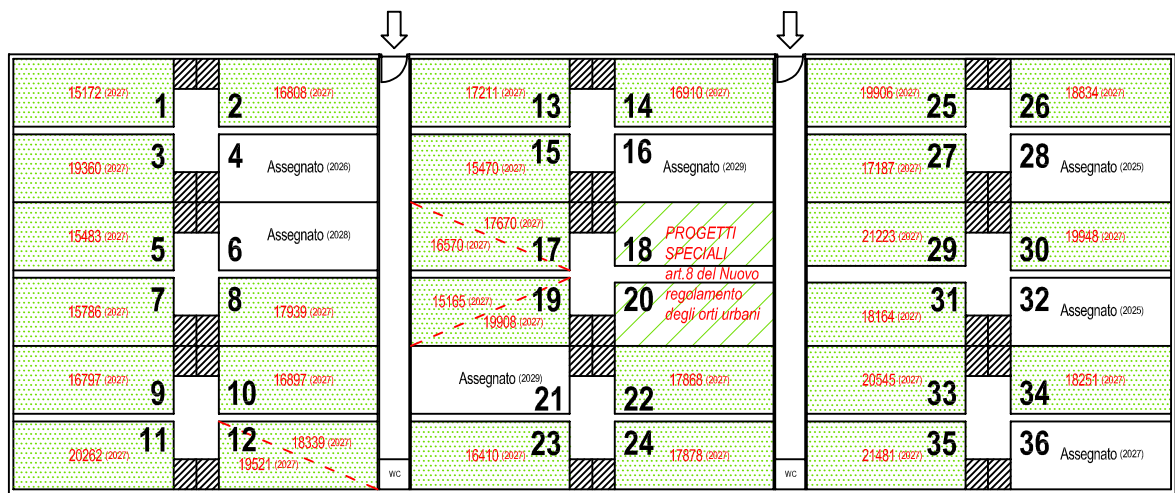 15172 (2027) 1
2 16808 (2027)
17211 (2027) 13
14 16910 (2027)
19906 (2027) 25
26 18834 (2027)
19360 (2027) 3
4 Assegnato (2026)
15470 (2027) 15
16 Assegnato (2029)
17187 (2027) 27
28 Assegnato (2025)
15483 (2027) 5
6 Assegnato (2028)
17670 (2027)
16570 (2027) 17
18 PROGETTI
SPECIALI
art.8 del Nuovo
regolamento
degli orti urbani
21223 (2027) 29
30 19948 (2027)
15786 (2027) 7
8 17939 (2027)
15165 (2027) 19
19908 (2027)
20
18164 (2027) 31
32 Assegnato (2025)
16797 (2027) 9
10 16897 (2027)
Assegnato (2029) 21
22 17868 (2027)
20545 (2027) 33
34 18251 (2027)
20262 (2027) 11
12 18339 (2027)
19521 (2027)
WC
16410 (2027) 23
24 17878 (2027)
WC
21481 (2027) 35
36 Assegnato (2027)